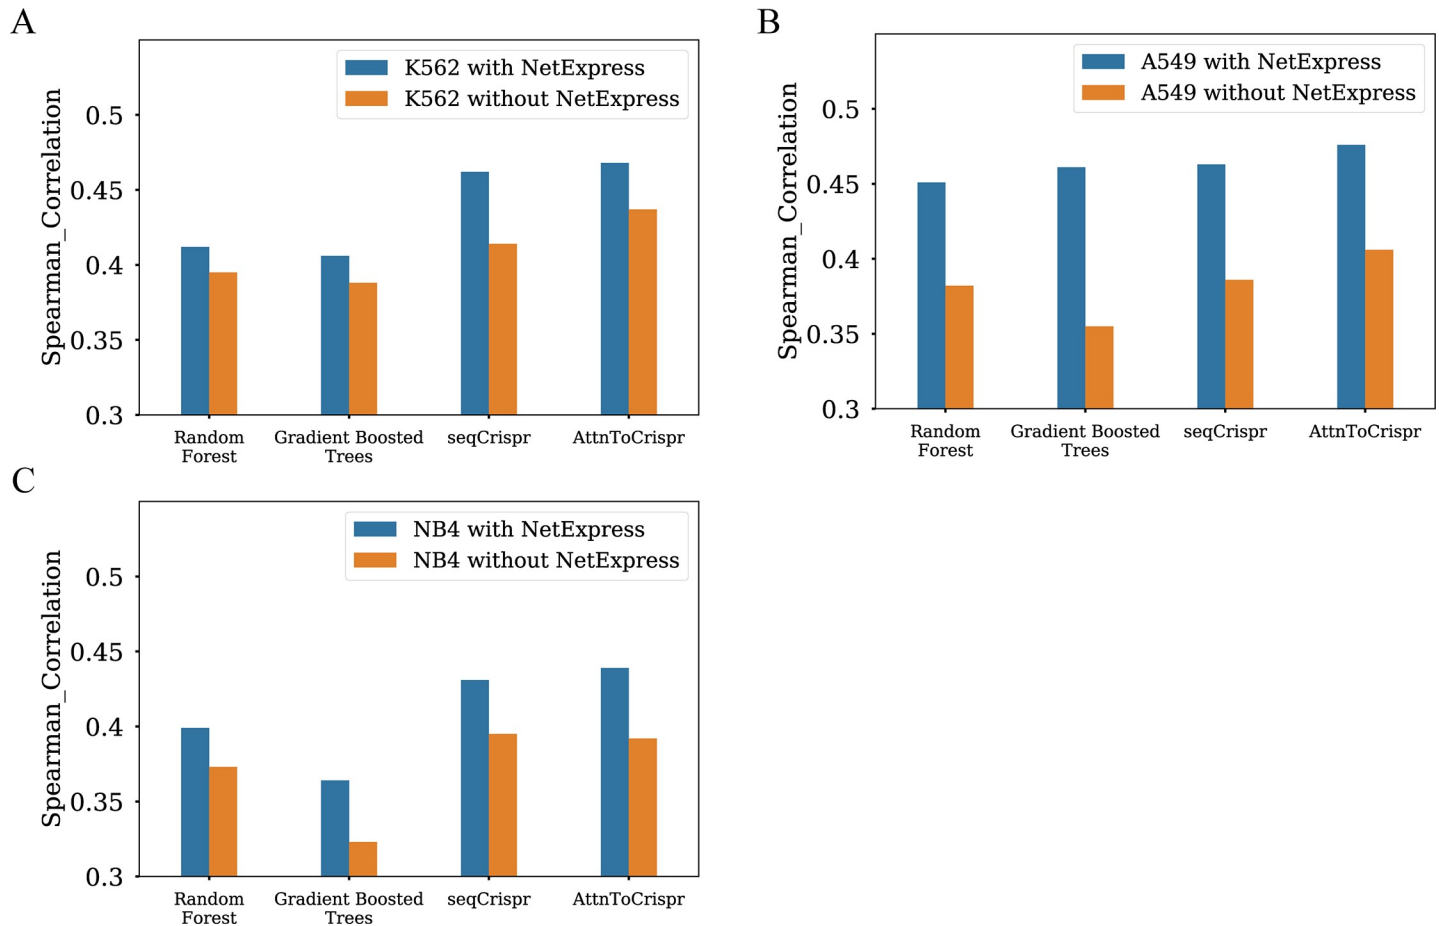 A
K562 with NetExpress
K562 without NetExpress
Spearman_Correlation
0.5
0.45
0.4
0.35
0.3
Random
Forest
Gradient Boosted
Trees
seqCrispr
AttnToCrispr
B
A549 with NetExpress
A549 without NetExpress
Spearman_Correlation
0.5
0.45
0.4
0.35
0.3
Random
Forest
Gradient Boosted
Trees
seqCrispr
AttnToCrispr
C
NB4 with NetExpress
NB4 without NetExpress
Spearman_Correlation
0.5
0.45
0.4
0.35
0.3
Random
Forest
Gradient Boosted
Trees
seqCrispr
AttnToCrispr